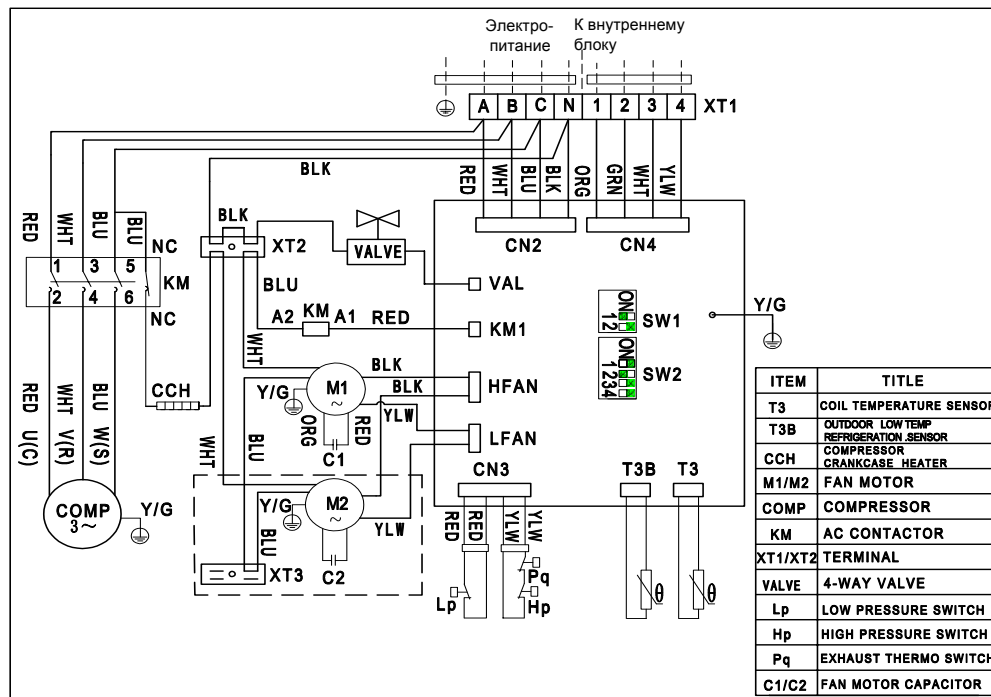 Электро-
питание
К внутреннему
блоку
A B C N 1 2 3 4 XT1
BLK
RED WHT BLU BLK ORG GRN WHT YLW
RED WHT BLU BLU
NC
BLK
XT2
VALVE
CN2 CN4
1 3 5 KM
2 4 6
NC
BLU
VAL
ON
12
SW1
Y/G
A2 KM A1 RED
KM1
ON
1234
SW2
WHT
BLK
BLK
HFAN
CCH
Y/G
M1
~
YLW
ORG
RED
C1
LFAN
RED U(C)
WHT V(R)
BLU W(S)
WHT
BLU
CN3 T3B T3
COMP
3~
Y/G
Y/G
M2
~
YLW
RED RED YLW YLW
BLU
XT3
C2
Lp
Pq
Hp
θ
θ
ITEM TITLE
T3 COIL TEMPERATURE SENSOR
T3B OUTDOOR LOW TEMP
REFRIGERATION .SENSOR
CCH COMPRESSOR
CRANKCASE HEATER
M1/M2 FAN MOTOR
COMP COMPRESSOR
KM AC CONTACTOR
XT1/XT2 TERMINAL
VALVE 4-WAY VALVE
Lp LOW PRESSURE SWITCH
Hp HIGH PRESSURE SWITCH
Pq EXHAUST THERMO SWITCH
C1/C2 FAN MOTOR CAPACITOR